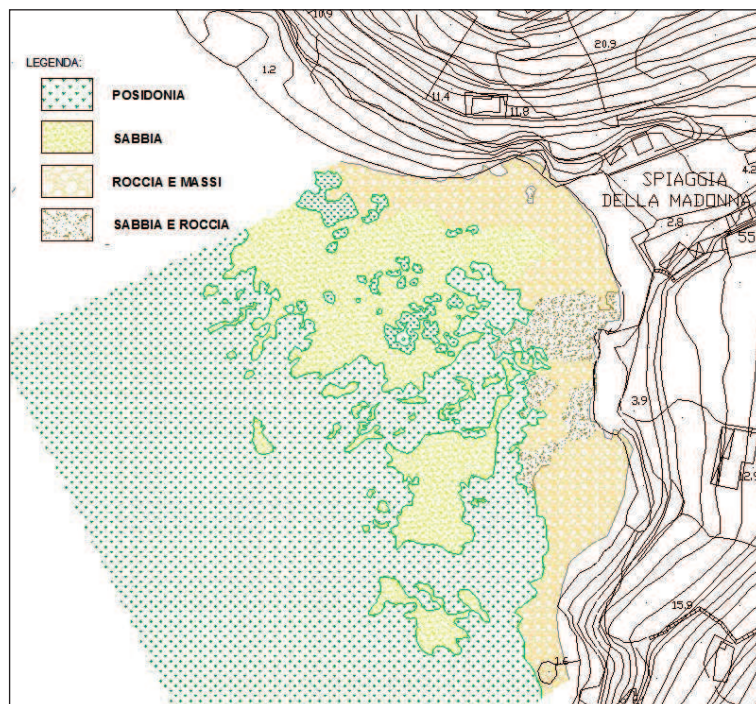 10.9
20.9
LEGENDA:
1.2
POSIDONIA
11.4
11.8
SABBIA
4.2
ROCCIA E MASSI
SPIAGGIA
DELLA MADONNA
SABBIA E ROCCIA
2.8
55
3.9
12.9
15.9
1.6